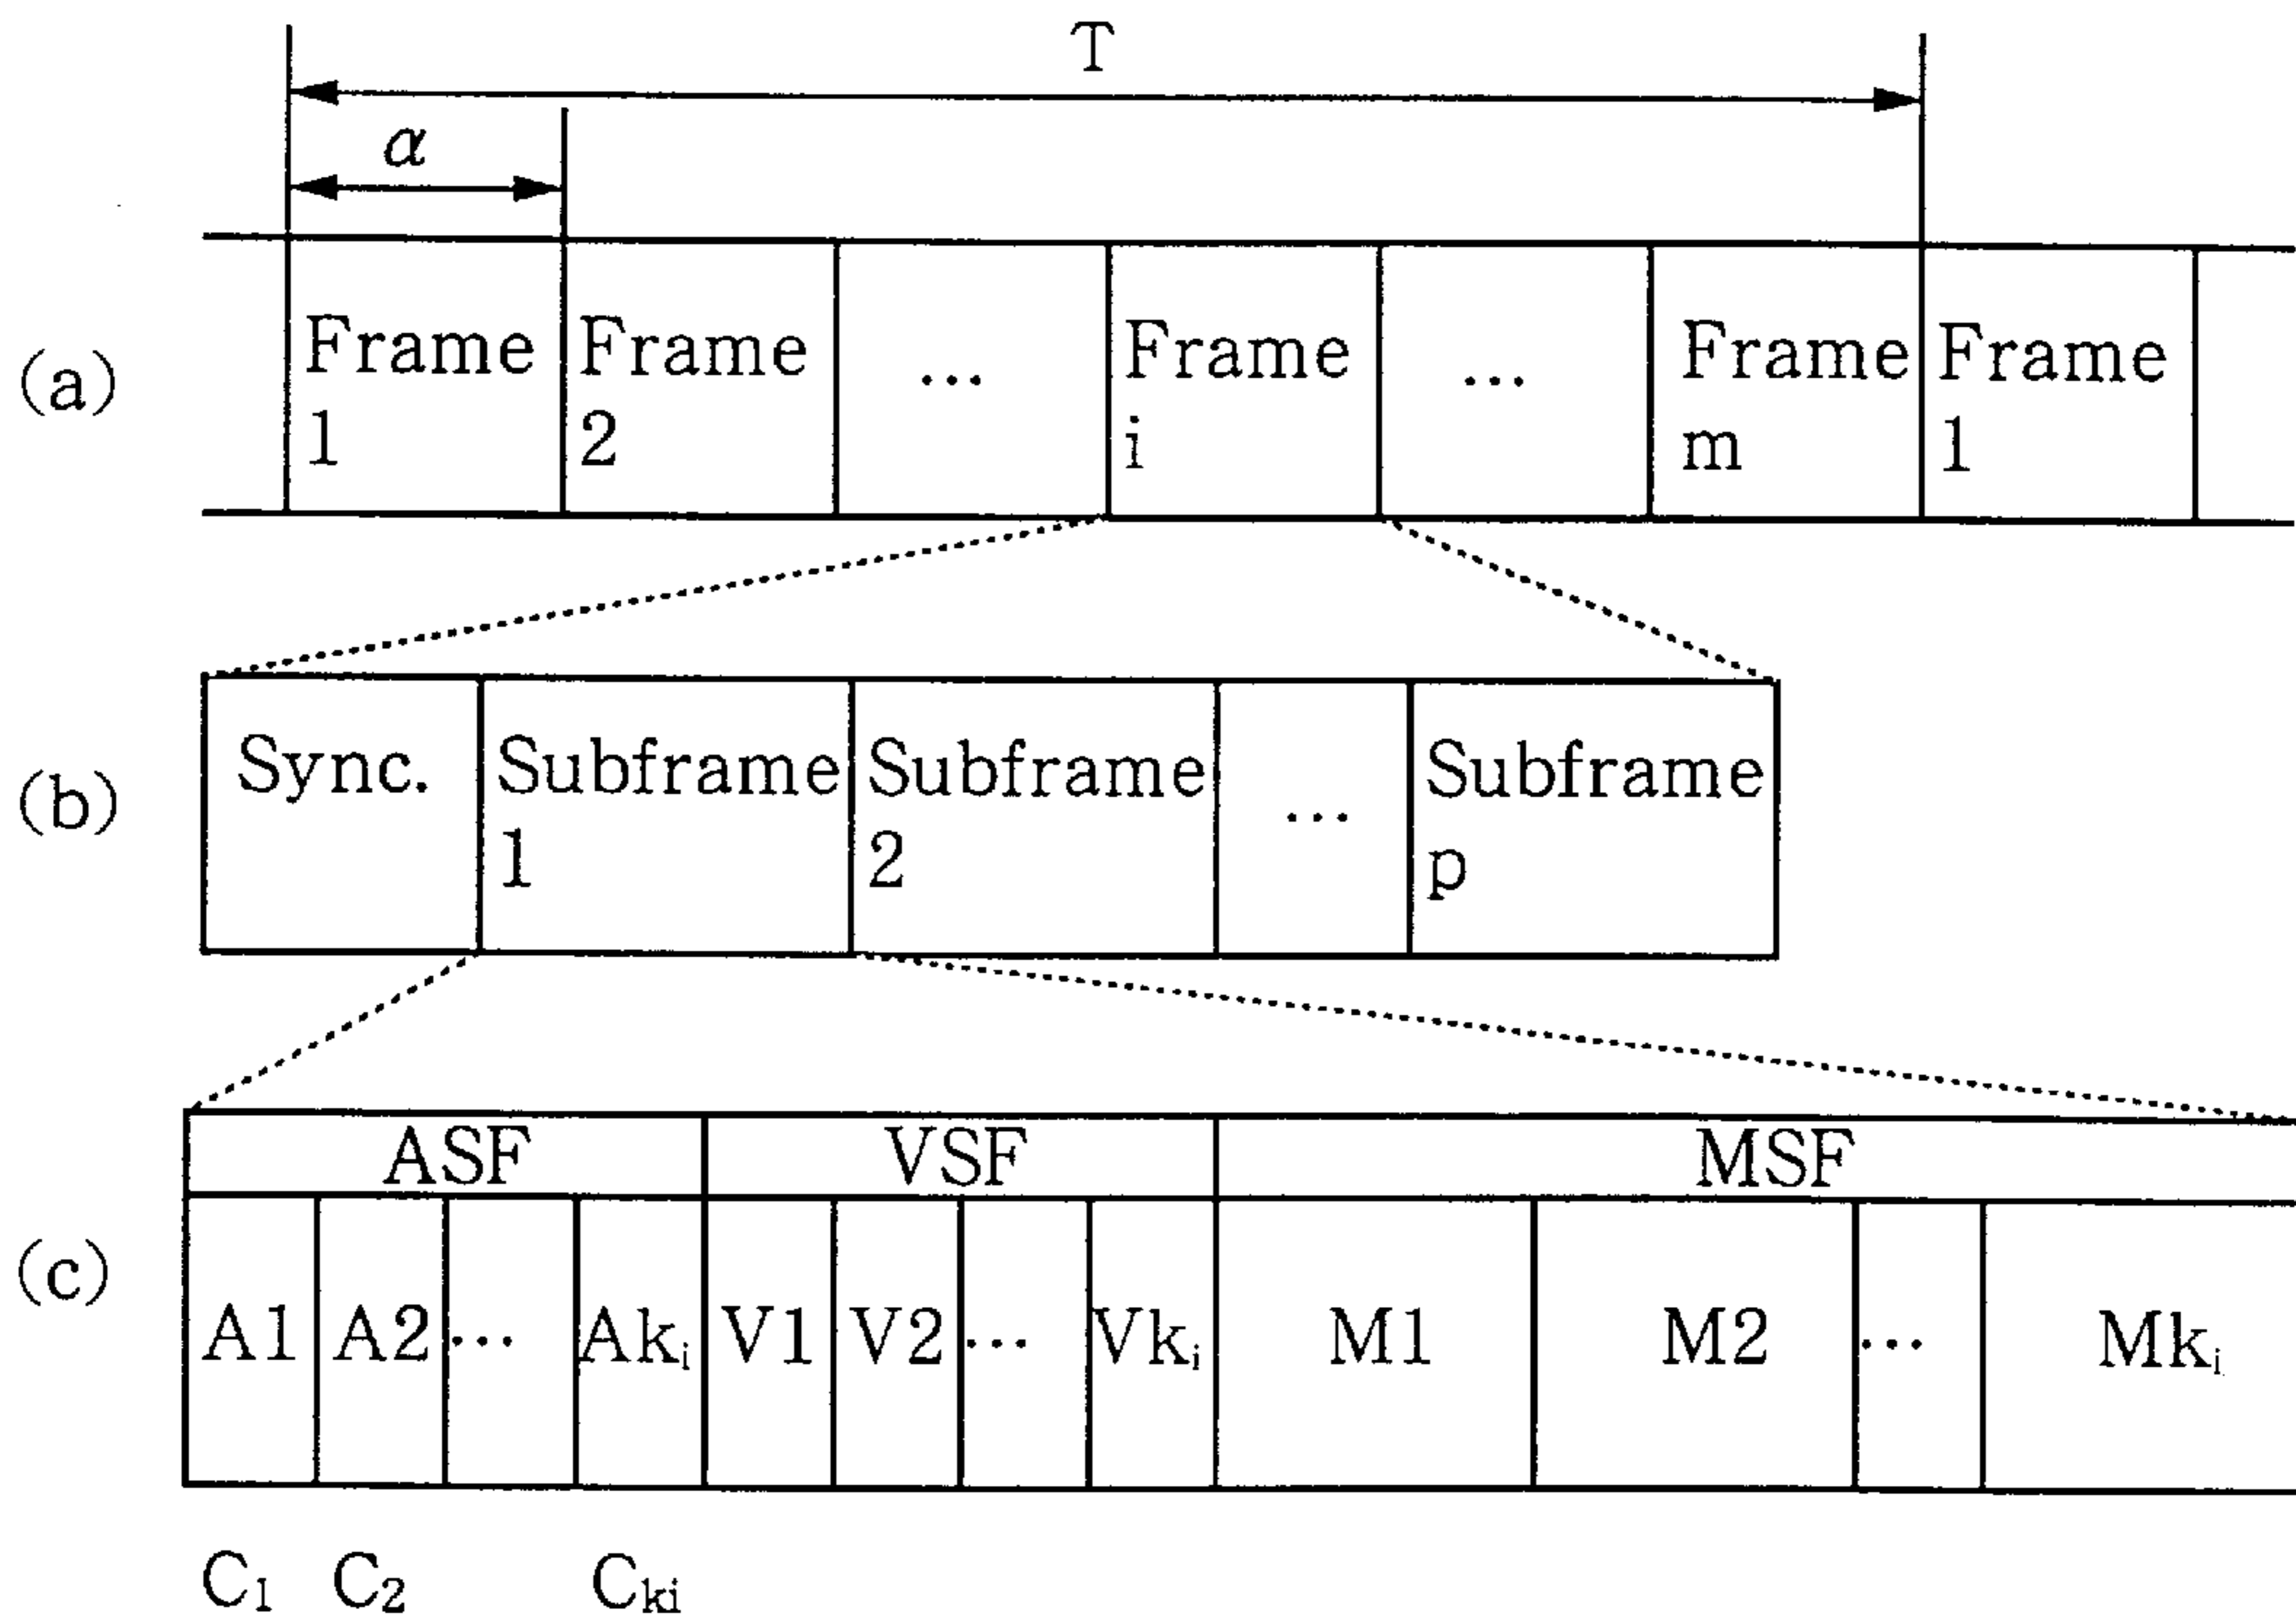 T
α
(a)
Frame 1
Frame 2
...
Frame i
...
Frame m
Frame 1
(b)
Sync.
Subframe 1
Subframe 2
...
Subframe p
(c)
ASF VSF MSF
A1 A2 ... Akᵢ V1 V2 ... Vkᵢ M1 M2 ... Mkᵢ
C₁ C₂ Cₖᵢ